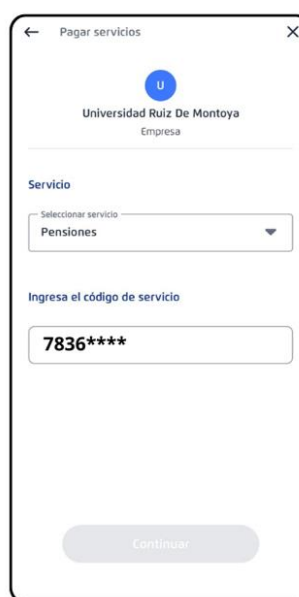 Pagar servicios
U
Universidad Ruiz De Montoya
Empresa
Servicio
Seleccionar servicio
Pensiones
Ingresa el código de servicio
7836****
Continuar